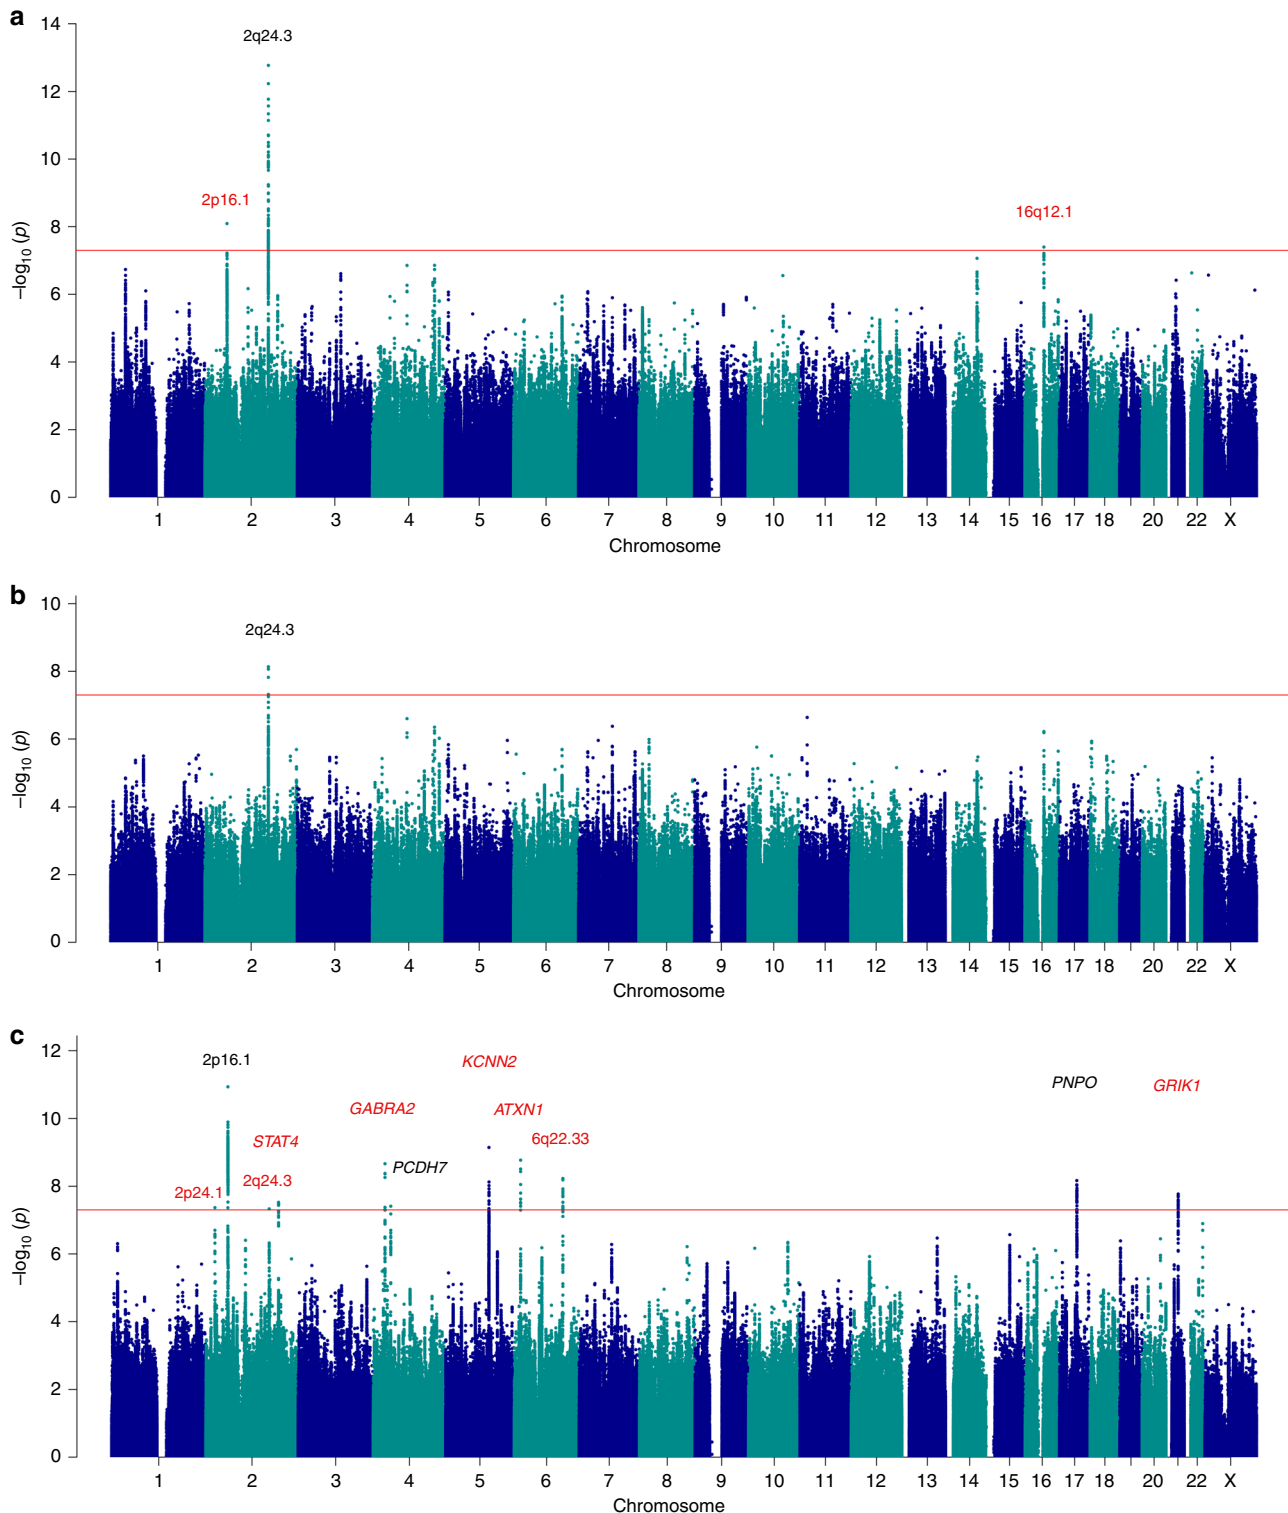 a
14
2q24.3
12
10
2p16.1
16q12.1
8
6
4
2
0
–log10 (p)
1 2 3 4 5 6 7 8 9 10 11 12 13 14 15 16 17 18 20 22 X
Chromosome
b
10
2q24.3
8
6
4
2
0
–log10 (p)
1 2 3 4 5 6 7 8 9 10 11 12 13 14 15 16 17 18 20 22 X
Chromosome
c
12
2p16.1
KCNN2
PNPO
GRIK1
10
GABRA2
ATXN1
STAT4
6q22.33
PCDH7
2q24.3
2p24.1
8
6
4
2
0
–log10 (p)
1 2 3 4 5 6 7 8 9 10 11 12 13 14 15 16 17 18 20 22 X
Chromosome